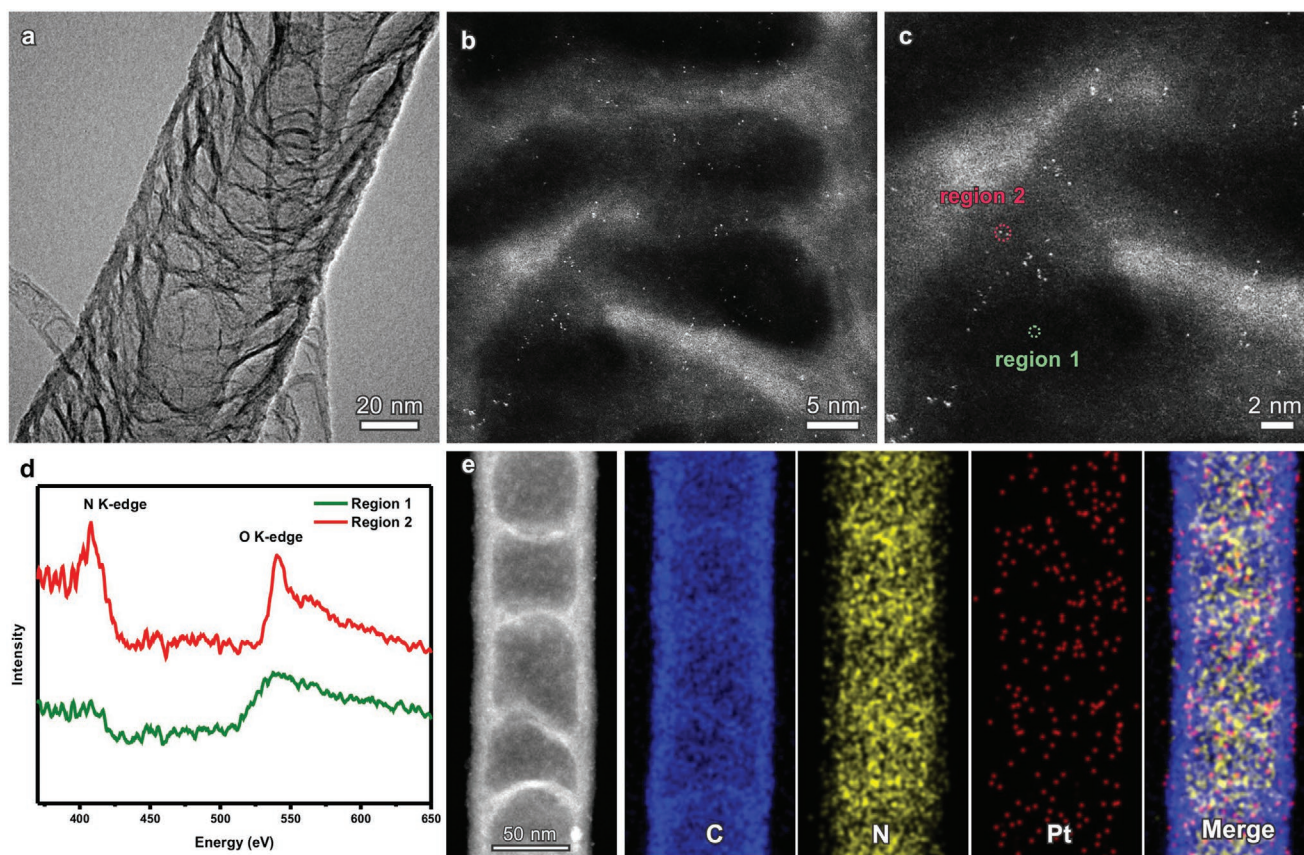 a
20 nm
b
5 nm
c
region 2
region 1
2 nm
d
N K-edge
O K-edge
Region 1
Region 2
Intensity
400 450 500 550 600 650
Energy (eV)
e
50 nm
C
N
Pt
Merge